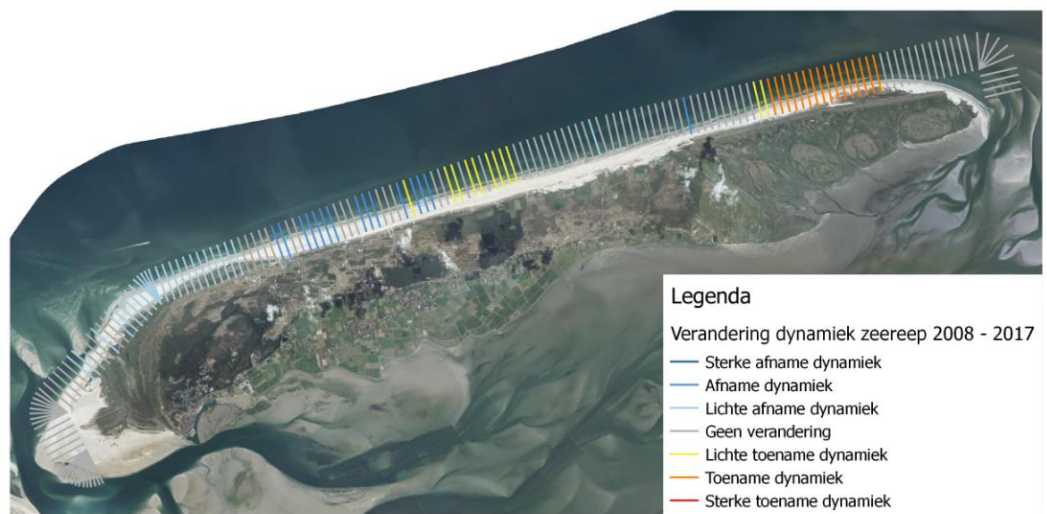 Legenda
Verandering dynamiek zeereep 2008 - 2017
Sterke afname dynamiek
Afname dynamiek
Lichte afname dynamiek
Geen verandering
Lichte toename dynamiek
Toename dynamiek
Sterke toename dynamiek